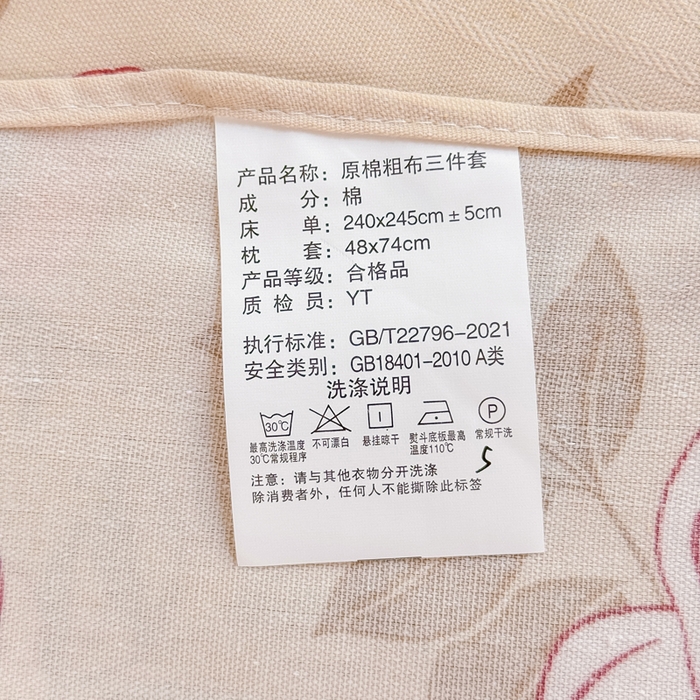 产品名称：原棉粗布三件套
成　　分：棉
床　　单：240x245cm±5cm
枕　　套：48x74cm
产品等级：合格品
质 检 员：YT
执行标准：GB/T22796-2021
安全类别：GB18401-2010 A类
洗涤说明
30℃ P
最高洗涤温度 不可漂白 悬挂晾干 熨斗底板最高 常规干洗
30℃常规程序 温度110℃
5
注意：请与其他衣物分开洗涤
除消费者外，任何人不能撕除此标签